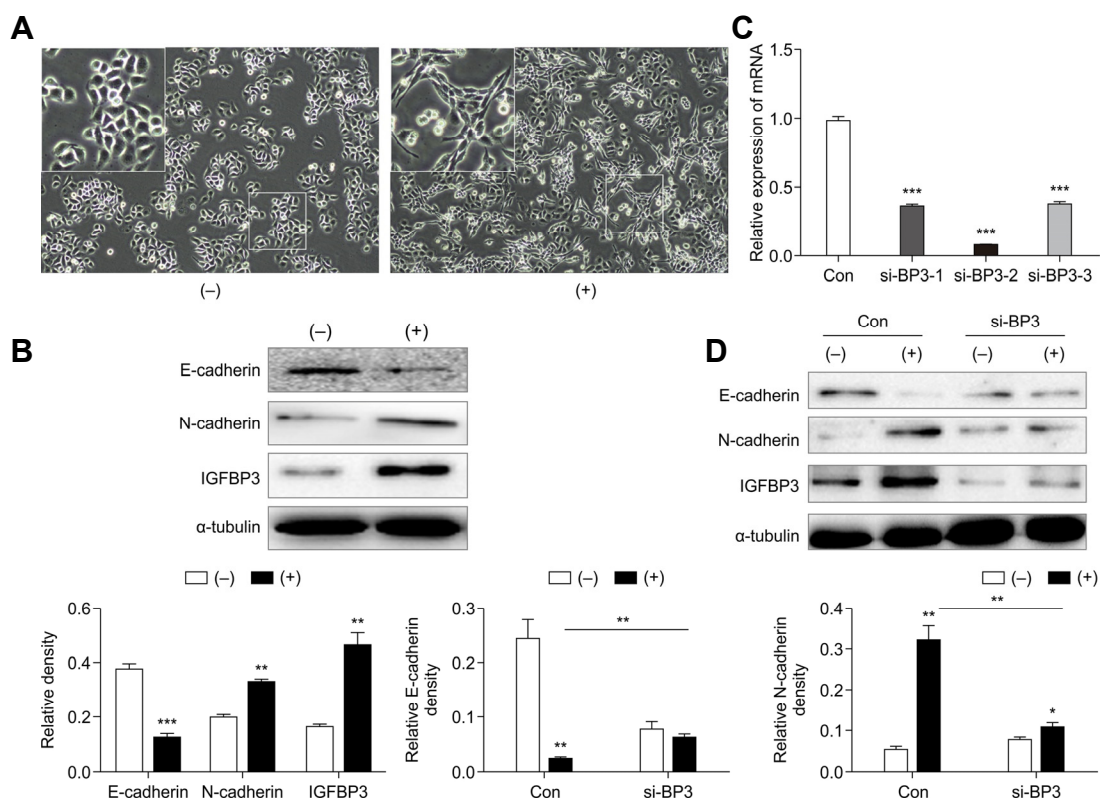 A
(–)
(+)
C
Relative expression of mRNA
1.5
1.0
0.5
0.0
***
***
***
Con
si-BP3-1
si-BP3-2
si-BP3-3
B
(–)
(+)
E-cadherin
N-cadherin
IGFBP3
α-tubulin
(–)
(+)
Relative density
0.6
0.4
0.2
0.0
***
**
**
E-cadherin
N-cadherin
IGFBP3
D
Con
si-BP3
(–)
(+)
(–)
(+)
E-cadherin
N-cadherin
IGFBP3
α-tubulin
(–)
(+)
Relative E-cadherin
density
0.3
0.2
0.1
0.0
**
**
Con
si-BP3
(–)
(+)
Relative N-cadherin
density
0.4
0.3
0.2
0.1
0.0
**
**
*
Con
si-BP3